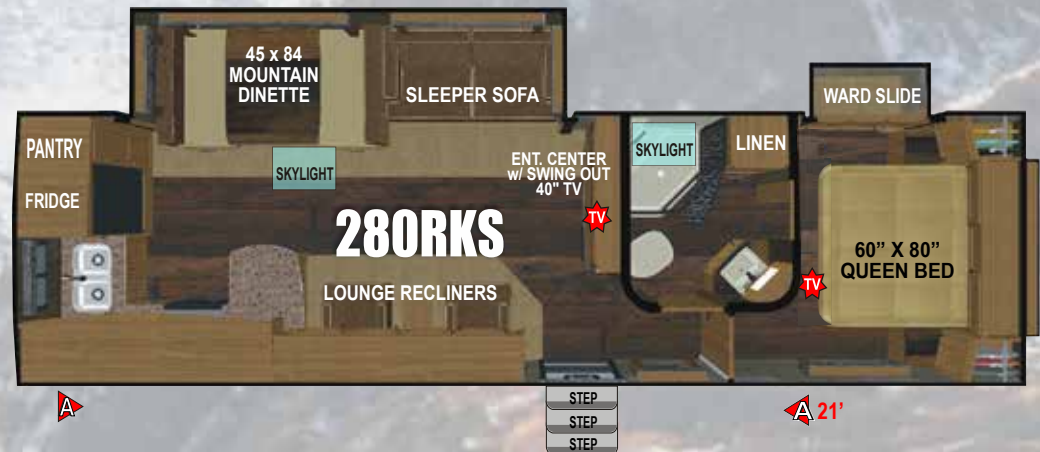 45 x 84
MOUNTAIN
DINETTE
SLEEPER SOFA
WARD SLIDE
PANTRY
FRIDGE
SKYLIGHT
ENT. CENTER
w/ SWING OUT
40" TV
TV
SKYLIGHT
LINEN
280RKS
LOUNGE RECLINERS
60” X 80”
QUEEN BED
TV
A
STEP
STEP
STEP
A 21'